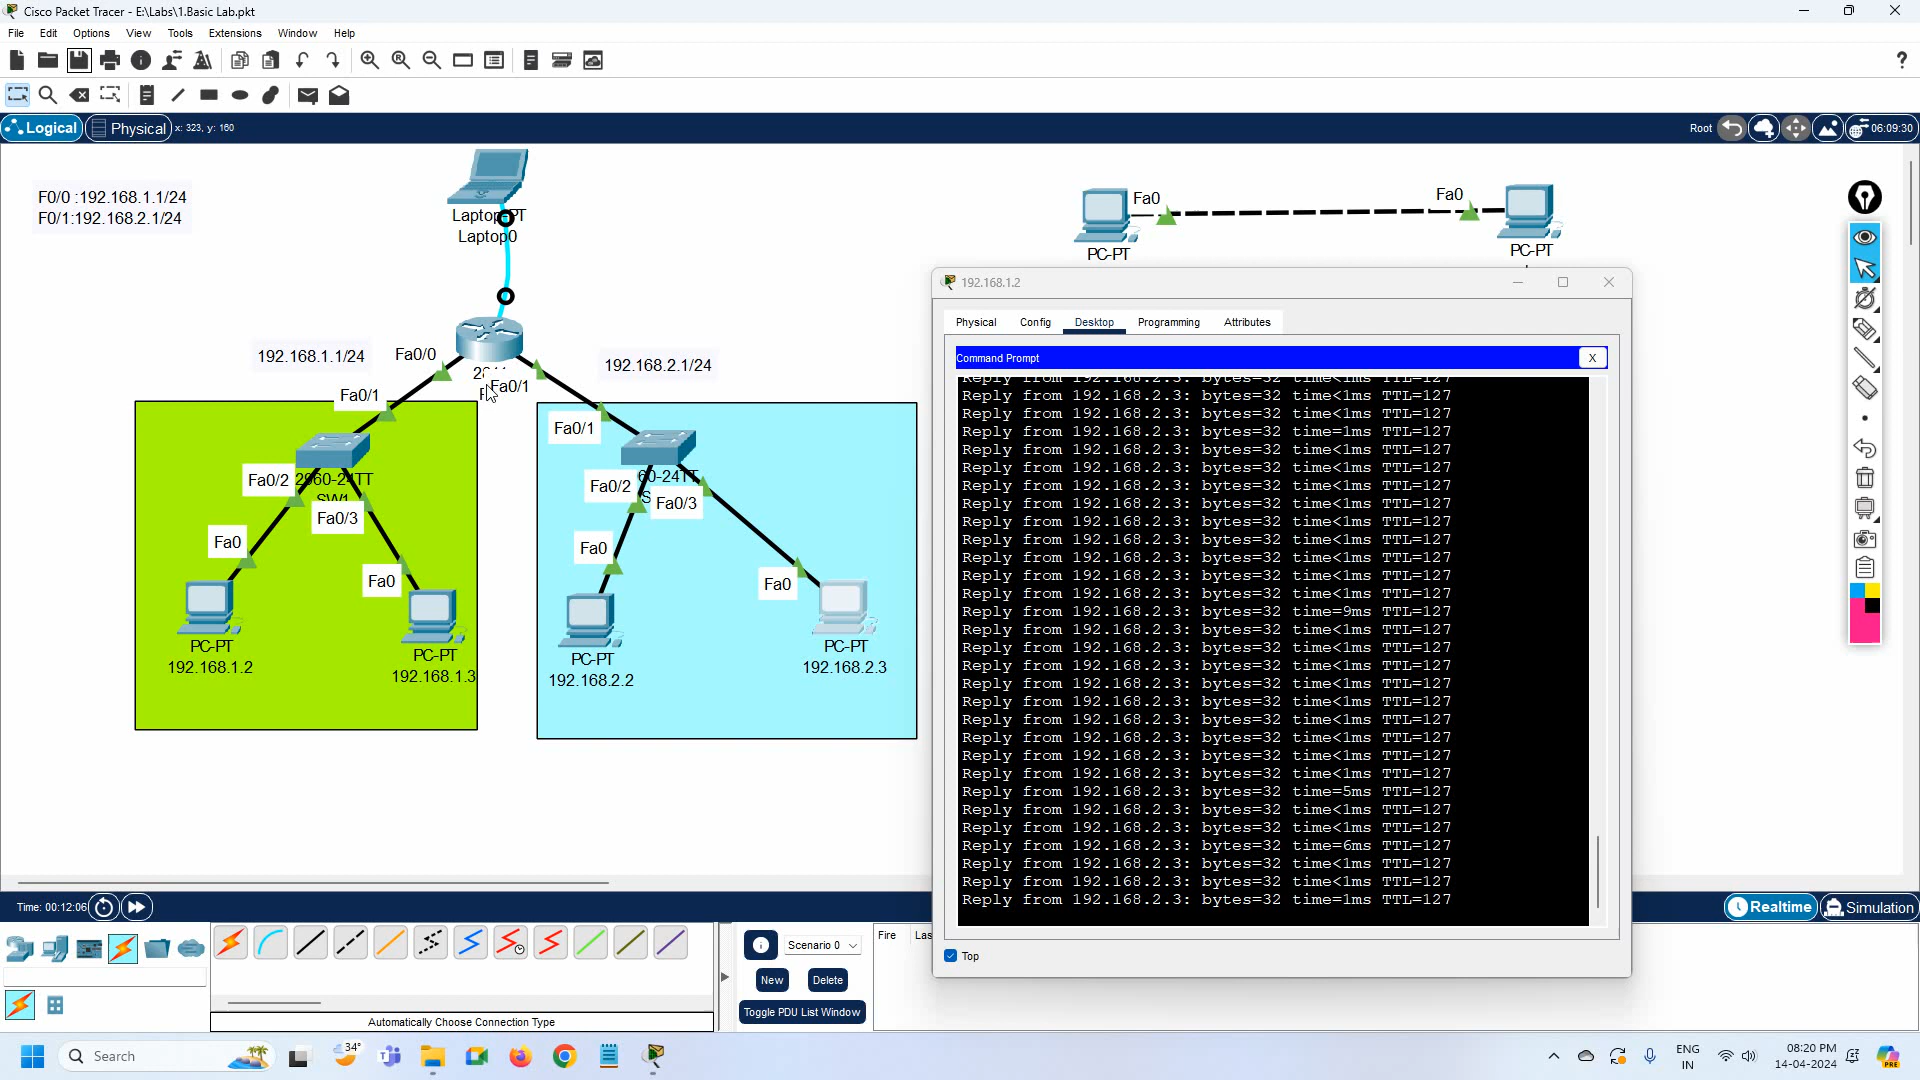 Cisco Packet Tracer - E:\Labs\1.Basic Lab.pkt
File Edit Options View Tools Extensions Window Help
Logical Physical x: 323, y: 160
Root 06:09:30
F0/0 :192.168.1.1/24
F0/1:192.168.2.1/24
Laptop-PT
Laptop0
192.168.1.1/24
Fa0/0
192.168.2.1/24
Fa0/1
Fa0/1
Fa0/1
Fa0/2
2960-24TT
SW1
Fa0/3
Fa0
Fa0
PC-PT
192.168.1.2
PC-PT
192.168.1.3
Fa0/2
60-24TT
Fa0/3
Fa0
Fa0
PC-PT
192.168.2.2
PC-PT
192.168.2.3
Fa0
Fa0
PC-PT
PC-PT
192.168.1.2
Physical Config Desktop Programming Attributes
Command Prompt
X
Reply from 192.168.2.3: bytes=32 time<1ms TTL=127
Reply from 192.168.2.3: bytes=32 time<1ms TTL=127
Reply from 192.168.2.3: bytes=32 time<1ms TTL=127
Reply from 192.168.2.3: bytes=32 time=1ms TTL=127
Reply from 192.168.2.3: bytes=32 time<1ms TTL=127
Reply from 192.168.2.3: bytes=32 time<1ms TTL=127
Reply from 192.168.2.3: bytes=32 time<1ms TTL=127
Reply from 192.168.2.3: bytes=32 time<1ms TTL=127
Reply from 192.168.2.3: bytes=32 time<1ms TTL=127
Reply from 192.168.2.3: bytes=32 time<1ms TTL=127
Reply from 192.168.2.3: bytes=32 time<1ms TTL=127
Reply from 192.168.2.3: bytes=32 time<1ms TTL=127
Reply from 192.168.2.3: bytes=32 time<1ms TTL=127
Reply from 192.168.2.3: bytes=32 time=9ms TTL=127
Reply from 192.168.2.3: bytes=32 time<1ms TTL=127
Reply from 192.168.2.3: bytes=32 time<1ms TTL=127
Reply from 192.168.2.3: bytes=32 time<1ms TTL=127
Reply from 192.168.2.3: bytes=32 time<1ms TTL=127
Reply from 192.168.2.3: bytes=32 time<1ms TTL=127
Reply from 192.168.2.3: bytes=32 time<1ms TTL=127
Reply from 192.168.2.3: bytes=32 time<1ms TTL=127
Reply from 192.168.2.3: bytes=32 time<1ms TTL=127
Reply from 192.168.2.3: bytes=32 time<1ms TTL=127
Reply from 192.168.2.3: bytes=32 time=5ms TTL=127
Reply from 192.168.2.3: bytes=32 time<1ms TTL=127
Reply from 192.168.2.3: bytes=32 time<1ms TTL=127
Reply from 192.168.2.3: bytes=32 time=6ms TTL=127
Reply from 192.168.2.3: bytes=32 time<1ms TTL=127
Reply from 192.168.2.3: bytes=32 time<1ms TTL=127
Reply from 192.168.2.3: bytes=32 time=1ms TTL=127
Top
Time: 00:12:06
Realtime Simulation
Scenario 0
Fire Las
New Delete
Toggle PDU List Window
Automatically Choose Connection Type
Search
34°
ENG
IN
08:20 PM
14-04-2024
PRE